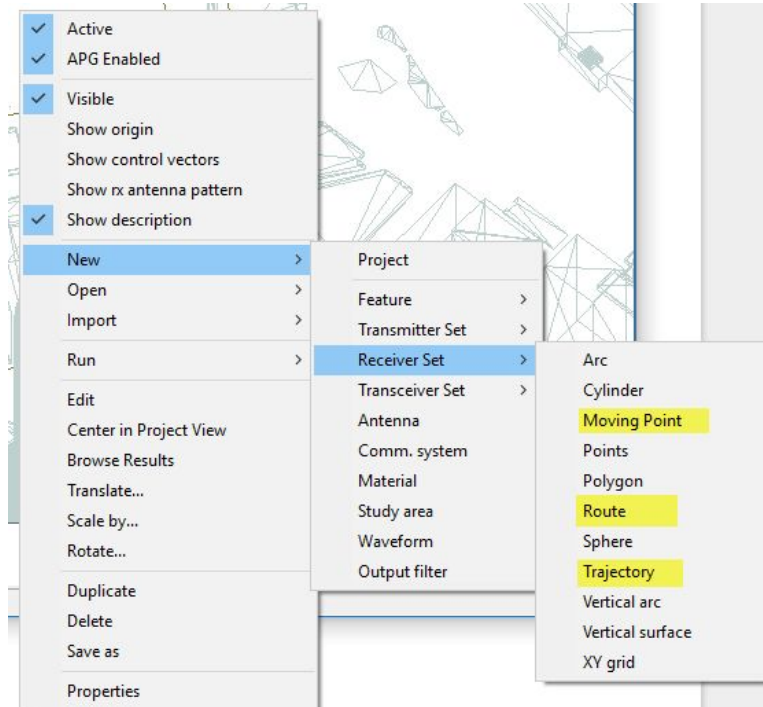 Active
APG Enabled
Visible
Show origin
Show control vectors
Show rx antenna pattern
Show description
New
Open
Import
Run
Edit
Center in Project View
Browse Results
Translate...
Scale by...
Rotate...
Duplicate
Delete
Save as
Properties
Project
Feature
Transmitter Set
Receiver Set
Transceiver Set
Antenna
Comm. system
Material
Study area
Waveform
Output filter
Arc
Cylinder
Moving Point
Points
Polygon
Route
Sphere
Trajectory
Vertical arc
Vertical surface
XY grid